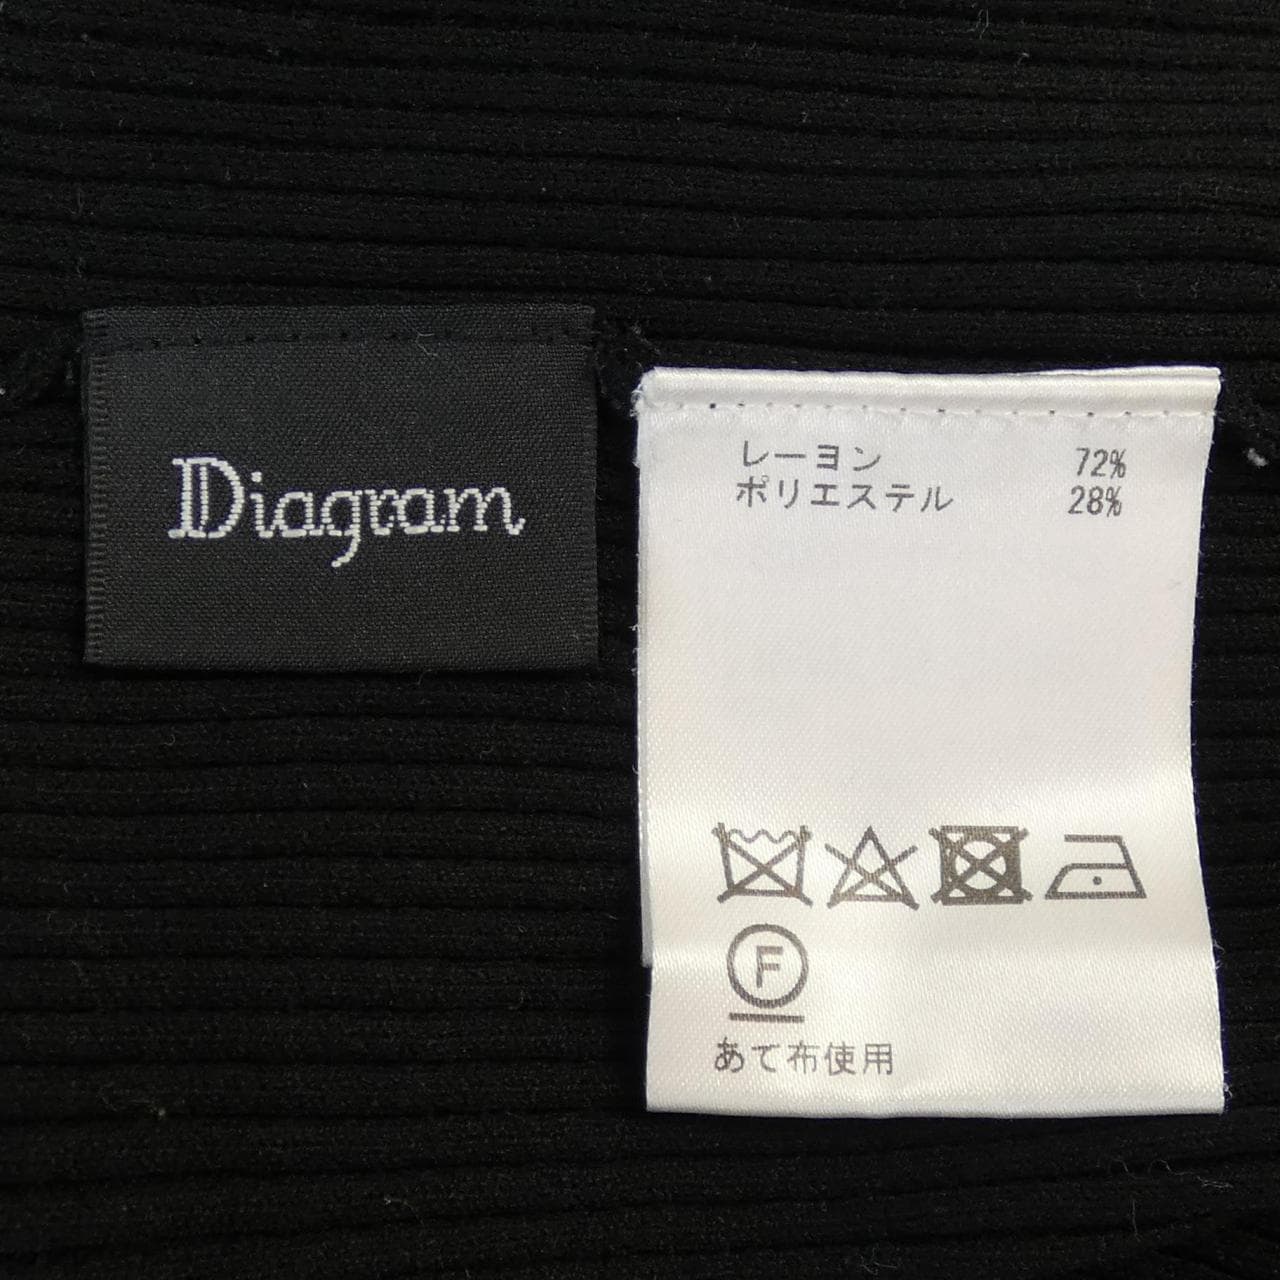 Diagram
レーヨン 72%
ポリエステル 28%
F
あて布使用